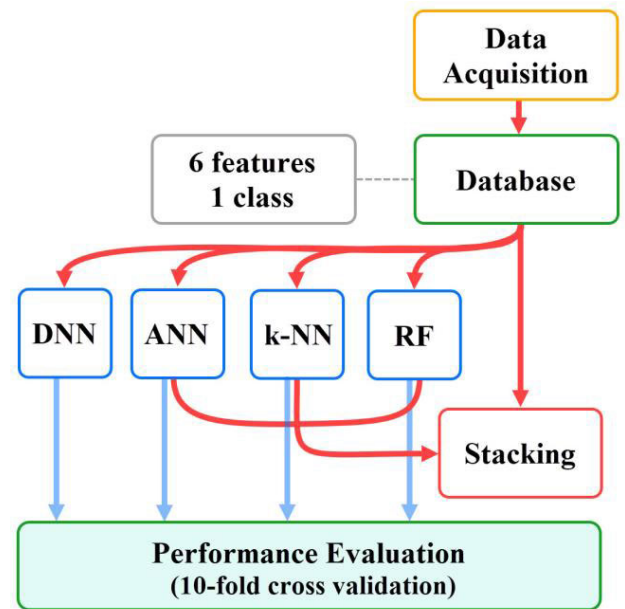 Data
Acquisition
6 features
1 class
Database
DNN
ANN
k-NN
RF
Stacking
Performance Evaluation
(10-fold cross validation)